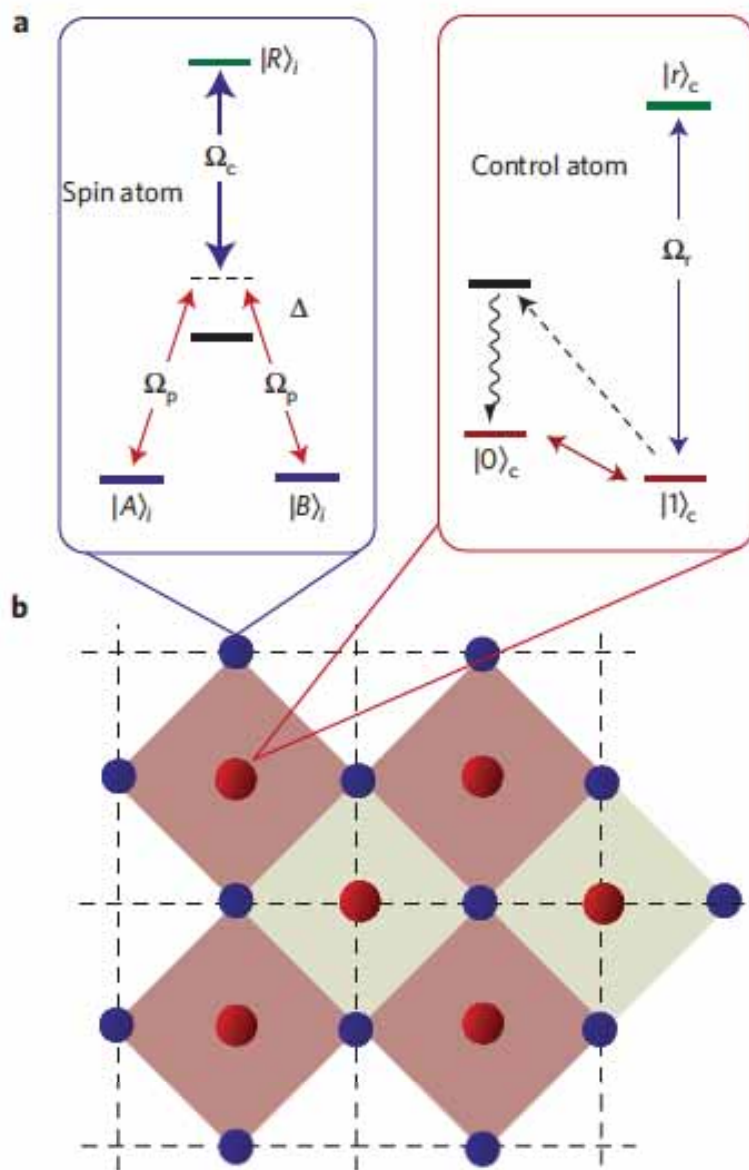 a
|R⟩i
|r⟩c
Ωc
Spin atom
Control atom
Ωr
Δ
Ωp
Ωp
|0⟩c
|A⟩i
|B⟩i
|1⟩c
b